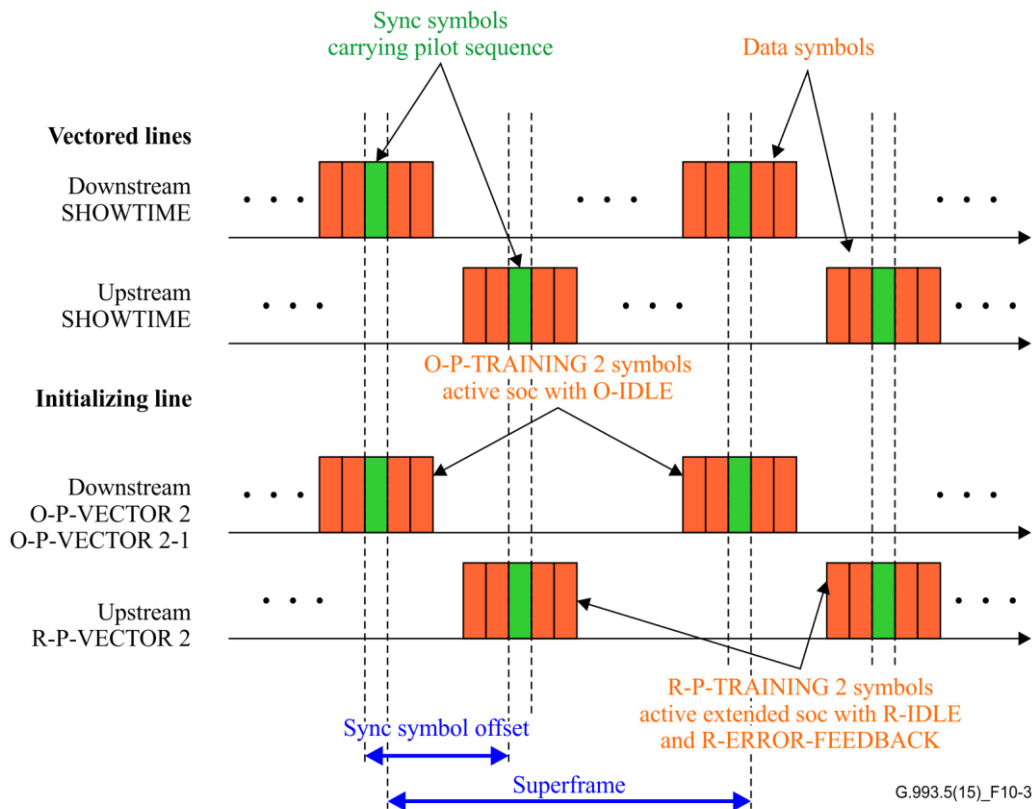 Sync symbols
carrying pilot sequence
Data symbols
Vectored lines
Downstream
SHOWTIME
Upstream
SHOWTIME
O-P-TRAINING 2 symbols
active soc with O-IDLE
Initializing line
Downstream
O-P-VECTOR 2
O-P-VECTOR 2-1
Upstream
R-P-VECTOR 2
R-P-TRAINING 2 symbols
active extended soc with R-IDLE
and R-ERROR-FEEDBACK
Sync symbol offset
Superframe
G.993.5(15)_F10-3